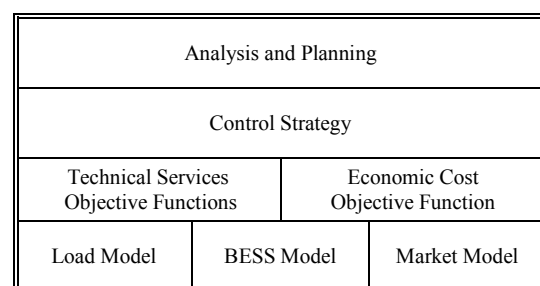 Analysis and Planning
Control Strategy
Technical Services
Objective Functions
Economic Cost
Objective Function
Load Model
BESS Model
Market Model